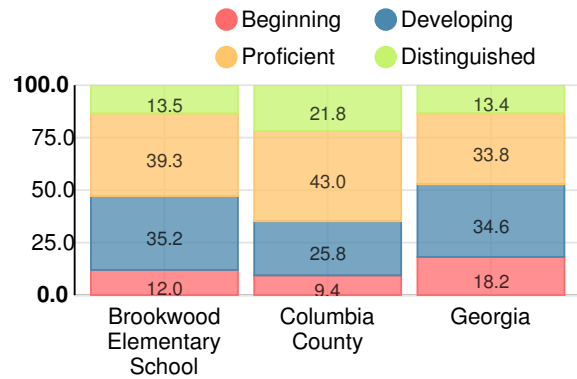 Beginning
Developing
Proficient
Distinguished
100.0
75.0
50.0
25.0
0.0
13.5
21.8
13.4
39.3
43.0
33.8
35.2
25.8
34.6
12.0
9.4
18.2
Brookwood
Elementary
School
Columbia
County
Georgia